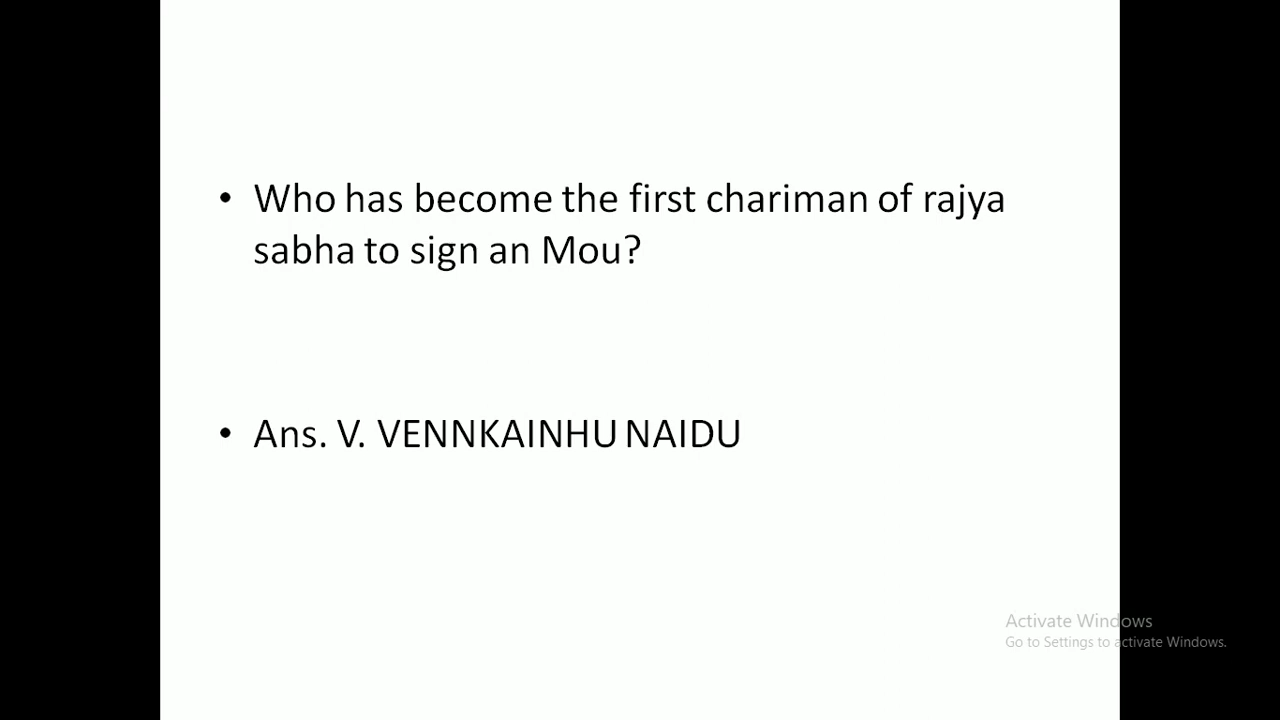 • Who has become the first chariman of rajya
sabha to sign an Mou?
• Ans. V. VENNKAINHU NAIDU
Activate Windows
Go to Settings to activate Windows.